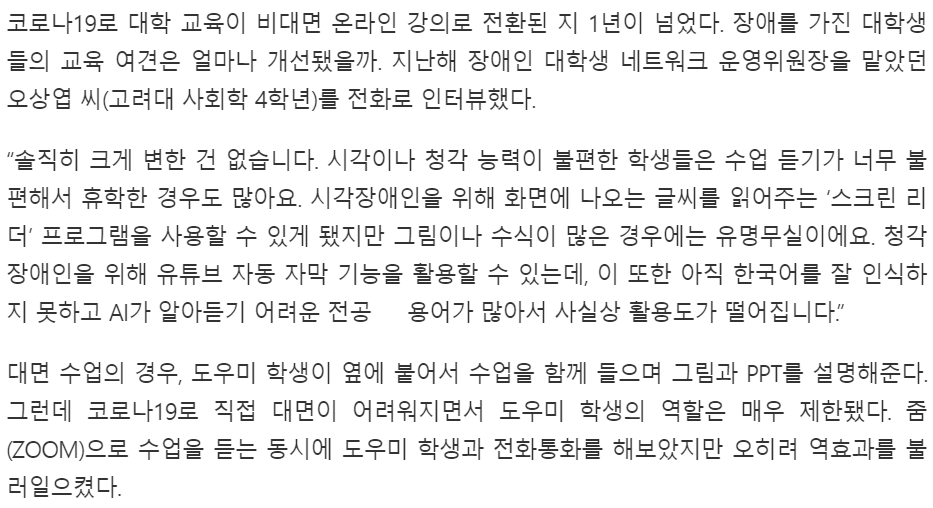 코로나19로 대학 교육이 비대면 온라인 강의로 전환된 지 1년이 넘었다. 장애를 가진 대학생
들의 교육 여견은 얼마나 개선됐을까. 지난해 장애인 대학생 네트워크 운영위원장을 맡았던
오상엽 씨(고려대 사회학 4학년)를 전화로 인터뷰했다.
“솔직히 크게 변한 건 없습니다. 시각이나 청각 능력이 불편한 학생들은 수업 듣기가 너무 불
편해서 휴학한 경우도 많아요. 시각장애인을 위해 화면에 나오는 글씨를 읽어주는 ‘스크린 리
더’ 프로그램을 사용할 수 있게 됐지만 그림이나 수식이 많은 경우에는 유명무실이에요. 청각
장애인을 위해 유튜브 자동 자막 기능을 활용할 수 있는데, 이 또한 아직 한국어를 잘 인식하
지 못하고 AI가 알아듣기 어려운 전공 용어가 많아서 사실상 활용도가 떨어집니다.”
대면 수업의 경우, 도우미 학생이 옆에 붙어서 수업을 함께 들으며 그림과 PPT를 설명해준다.
그런데 코로나19로 직접 대면이 어려워지면서 도우미 학생의 역할은 매우 제한됐다. 줌
(ZOOM)으로 수업을 듣는 동시에 도우미 학생과 전화통화를 해보았지만 오히려 역효과를 불
러일으켰다.